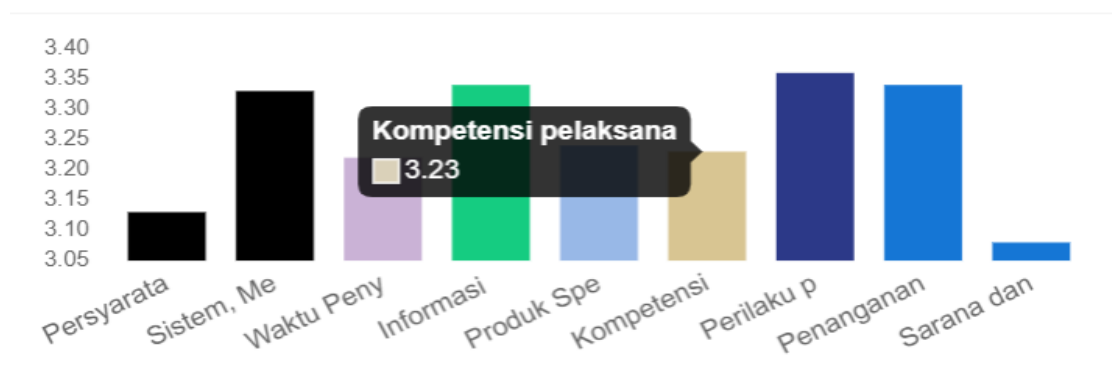 3.40
3.35
3.30
3.25
3.20
3.15
3.10
3.05
Kompetensi pelaksana
3.23
Persyarata
Sistem, Me
Waktu Peny
Informasi
Produk Spe
Kompetensi
Perilaku p
Penanganan
Sarana dan